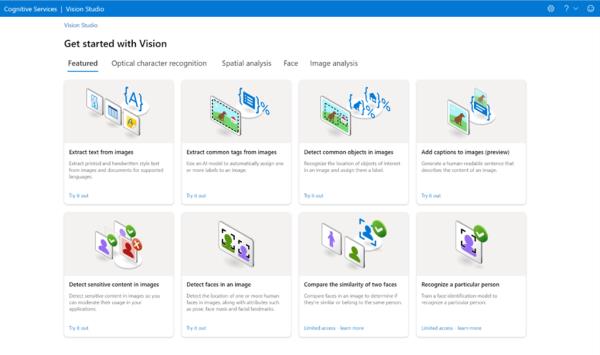 Cognitive Services | Vision Studio
Vision Studio
Get started with Vision
Featured Optical character recognition Spatial analysis Face Image analysis
{A}
A
{ }%
{ }%
{ }
Extract text from images
Extract printed and handwritten style text
from images and documents for supported
languages.
Try it out
Extract common tags from images
Use an AI model to automatically assign one
or more labels to an image.
Try it out
Detect common objects in images
Recognize the location of objects of interest
in an image and assign them a label.
Try it out
Add captions to images (preview)
Generate a human-readable sentence that
describes the content of an image.
Try it out
Detect sensitive content in images
Detect sensitive content in images so you
can moderate their usage in your
applications.
Try it out
Detect faces in an image
Detect the location of one or more human
faces in images, along with attributes such
as pose, face mask and facial landmarks.
Try it out
Compare the similarity of two faces
Compare faces in an image to determine if
they're similar or belong to the same person.
Limited access - learn more
Recognize a particular person
Train a face identification model to
recognize a particular person.
Limited access - learn more